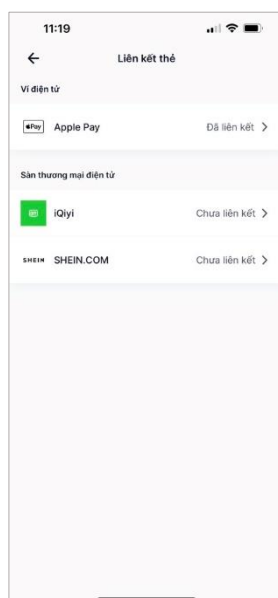 11:19
Liên kết thẻ
Ví điện tử
Pay Apple Pay Đã liên kết
Sàn thương mại điện tử
iQiyi Chưa liên kết
SHEIN SHEIN.COM Chưa liên kết